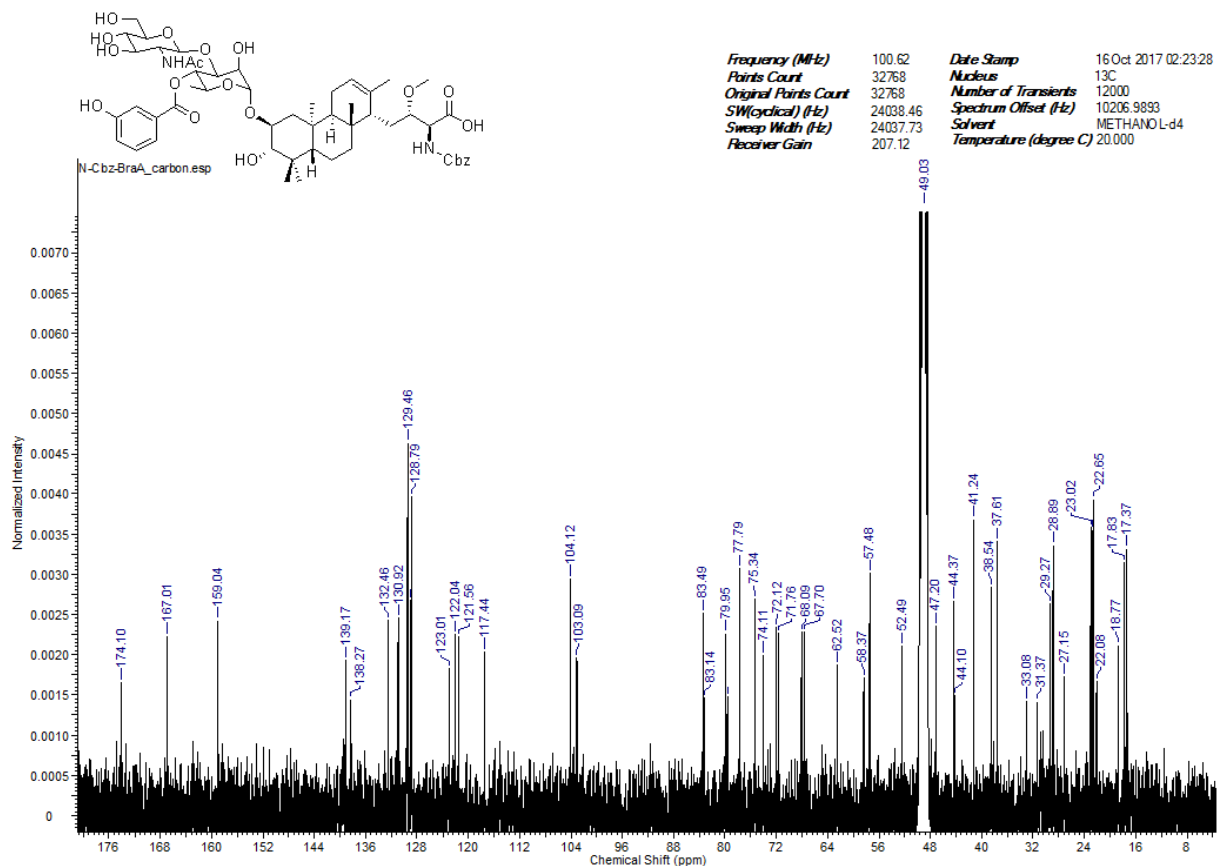 HO
HO
HO
HO
O
O
NHAc
O
OH
O
O
O
HO
O
O
HO
H
H
O
O
OH
HN
Cbz
N-Cbz-BraA_carbon.esp
Frequency (MHz) 100.62 Date Stamp 16 Oct 2017 02:23:28
Points Count 32768 Nucleus 13C
Original Points Count 32768 Number of Transients 12000
SW(cyclical) (Hz) 24038.46 Spectrum Offset (Hz) 10206.9893
Sweep Width (Hz) 24037.73 Solvent METHANOL-d4
Receiver Gain 207.12 Temperature (degree C) 20.000
Normalized Intensity
0.0070
0.0065
0.0060
0.0055
0.0050
0.0045
0.0040
0.0035
0.0030
0.0025
0.0020
0.0015
0.0010
0.0005
0
174.10
167.01
159.04
139.17
138.27
132.46
130.92
129.46
128.79
123.01
122.04
121.56
117.44
104.12
103.09
83.49
83.14
79.95
77.79
75.34
74.11
72.12
71.76
68.09
67.70
62.52
58.37
57.48
52.49
49.03
47.20
44.37
44.10
41.24
38.54
37.61
33.08
31.37
29.27
28.89
27.15
23.02
22.65
22.08
18.77
17.83
17.37
176 168 160 152 144 136 128 120 112 104 96 88 80 72 64 56 48 40 32 24 16 8
Chemical Shift (ppm)